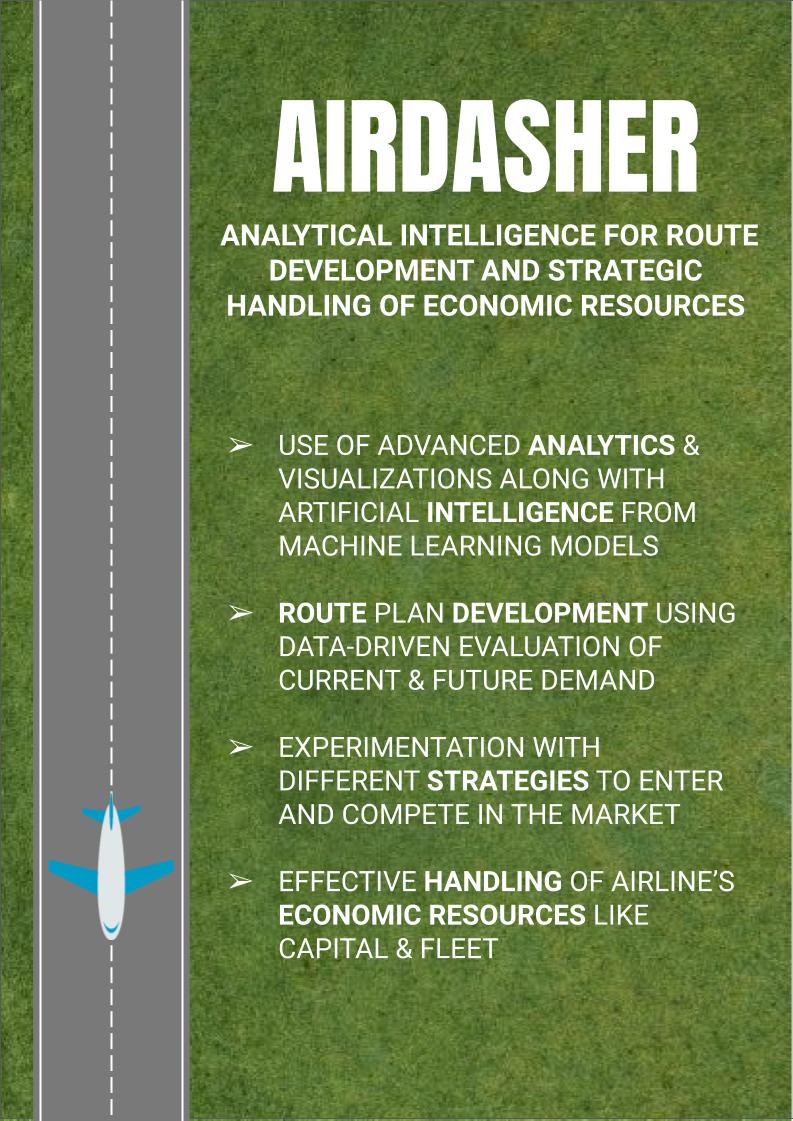 AIRDASHER
ANALYTICAL INTELLIGENCE FOR ROUTE
DEVELOPMENT AND STRATEGIC
HANDLING OF ECONOMIC RESOURCES
➢ USE OF ADVANCED ANALYTICS &
VISUALIZATIONS ALONG WITH
ARTIFICIAL INTELLIGENCE FROM
MACHINE LEARNING MODELS
➢ ROUTE PLAN DEVELOPMENT USING
DATA-DRIVEN EVALUATION OF
CURRENT & FUTURE DEMAND
➢ EXPERIMENTATION WITH
DIFFERENT STRATEGIES TO ENTER
AND COMPETE IN THE MARKET
➢ EFFECTIVE HANDLING OF AIRLINE’S
ECONOMIC RESOURCES LIKE
CAPITAL & FLEET